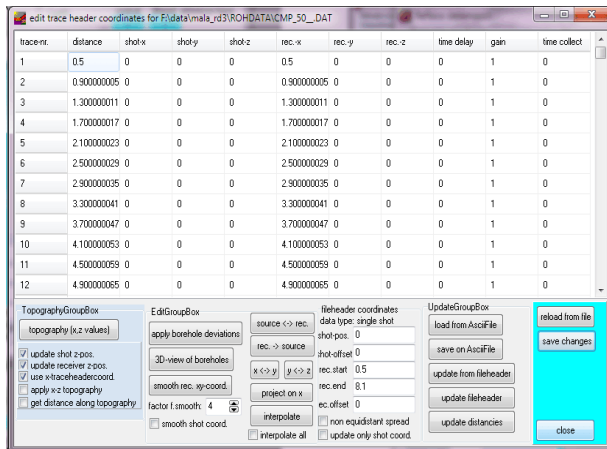 edit trace header coordinates for F:\data\mala_rd3\ROHDATA\CMP_50__.DAT
trace-nr. distance shot-x shot-y shot-z rec.-x rec.-y rec.-z time delay gain time collect
1 0.5 0 0 0 0.5 0 0 0 1 0
2 0.900000005 0 0 0 0.900000005 0 0 0 1 0
3 1.300000011 0 0 0 1.300000011 0 0 0 1 0
4 1.700000017 0 0 0 1.700000017 0 0 0 1 0
5 2.100000023 0 0 0 2.100000023 0 0 0 1 0
6 2.500000029 0 0 0 2.500000029 0 0 0 1 0
7 2.900000035 0 0 0 2.900000035 0 0 0 1 0
8 3.300000041 0 0 0 3.300000041 0 0 0 1 0
9 3.700000047 0 0 0 3.700000047 0 0 0 1 0
10 4.100000053 0 0 0 4.100000053 0 0 0 1 0
11 4.500000059 0 0 0 4.500000059 0 0 0 1 0
12 4.900000065 0 0 0 4.900000065 0 0 0 1 0
TopographyGroupBox
topography (x,z values)
update shot z-pos.
update receiver z-pos.
use x-traceheadercoord.
apply x-z topography
get distance along topography
EditGroupBox
apply borehole deviations
3D-view of boreholes
smooth rec. xy-coord.
factor f.smooth: 4
smooth shot coord.
source <-> rec.
rec. -> source
x <-> y y <-> z
project on x
interpolate
interpolate all
fileheader coordinates
data type: single shot
shot-pos. 0
shot-offset 0
rec.start 0.5
rec.end 8.1
ec.offset 0
non equidistant spread
update only shot coord.
UpdateGroupBox
load from AsciiFile
save on AsciiFile
update from fileheader
update fileheader
update distancies
reload from file
save changes
close